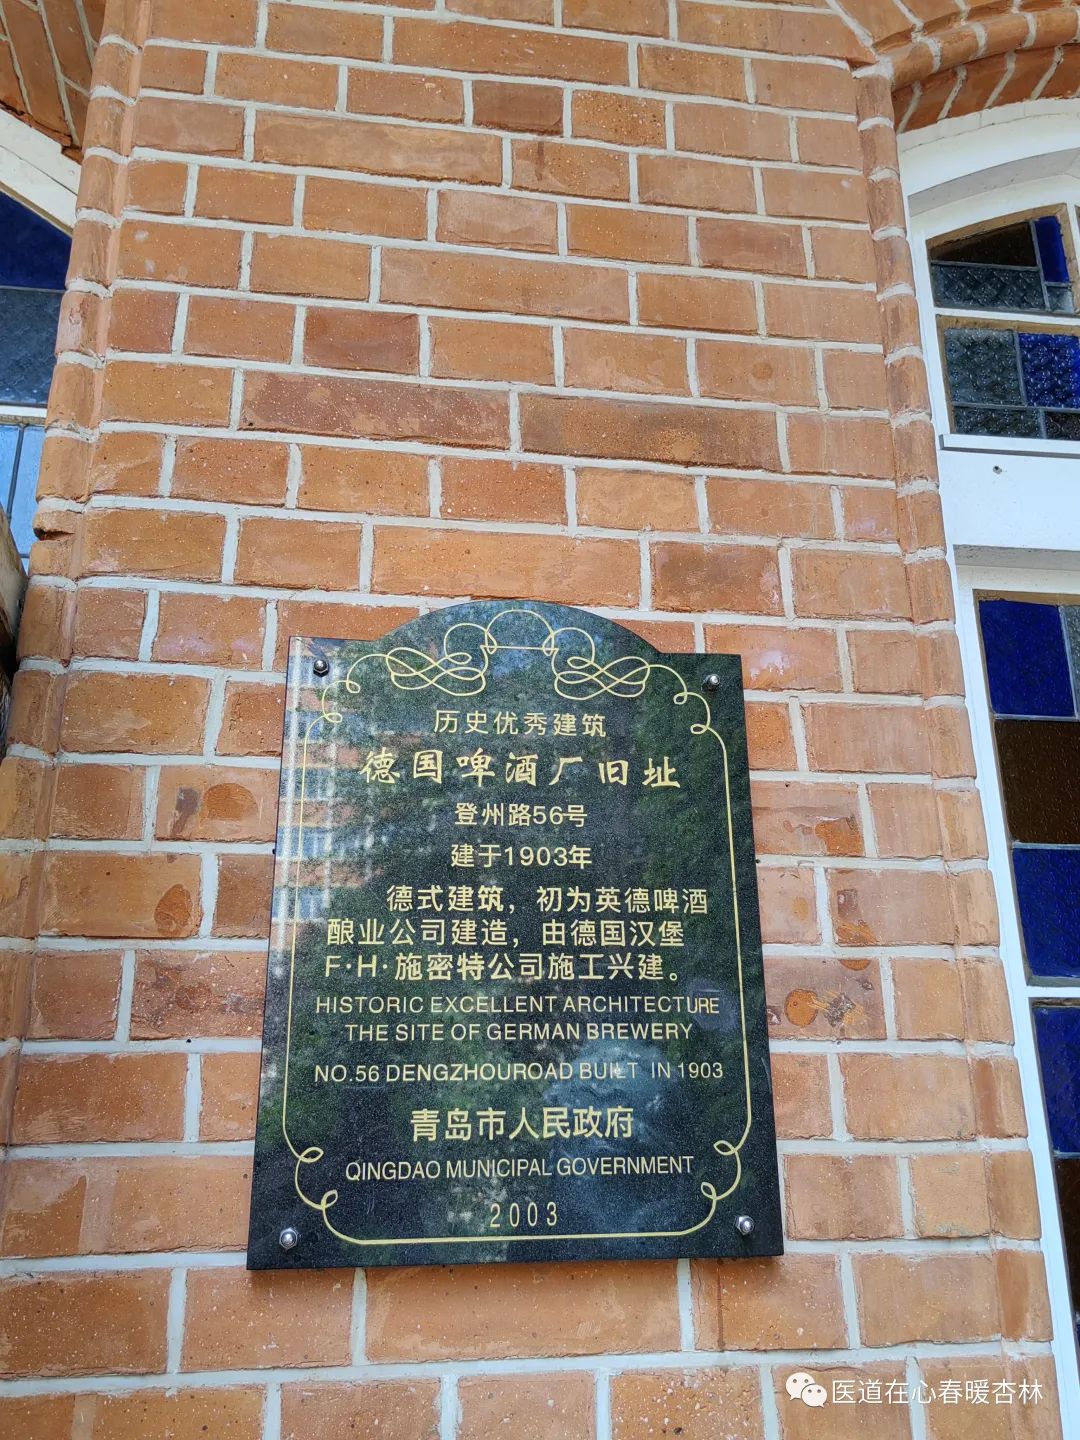 历史优秀建筑
德国啤酒厂旧址
登州路56号
建于1903年
德式建筑，初为英德啤酒
酿业公司建造，由德国汉堡
F·H·施密特公司施工兴建。
HISTORIC EXCELLENT ARCHITECTURE
THE SITE OF GERMAN BREWERY
NO.56 DENGZHOUROAD BUILT IN 1903
青岛市人民政府
QINGDAO MUNICIPAL GOVERNMENT
2003
医道在心春暖杏林